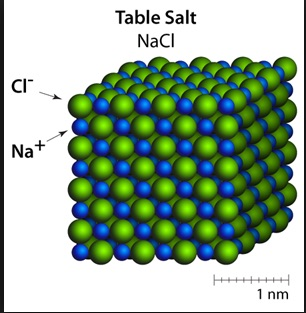 Table Salt
NaCl
Cl⁻
Na⁺
1 nm